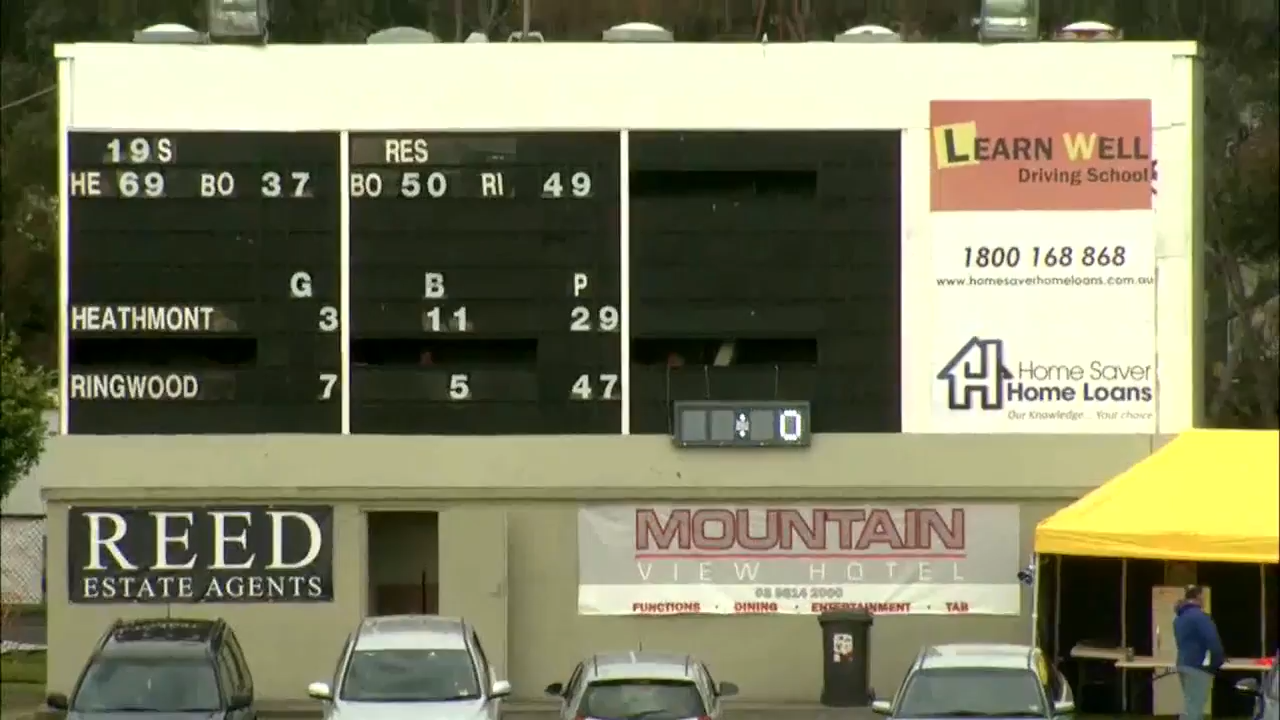 19S
HE 69 BO 37
RES
BO 50 RI 49
G B P
HEATHMONT 3 11 29
RINGWOOD 7 5 47
0
LEARN WELL
Driving School
1800 168 868
www.homesaverhomeloans.com.au
Home Saver
Home Loans
Our Knowledge... Your choice
REED
ESTATE AGENTS
MOUNTAIN
VIEW HOTEL
FUNCTIONS · DINING · ENTERTAINMENT · TAB